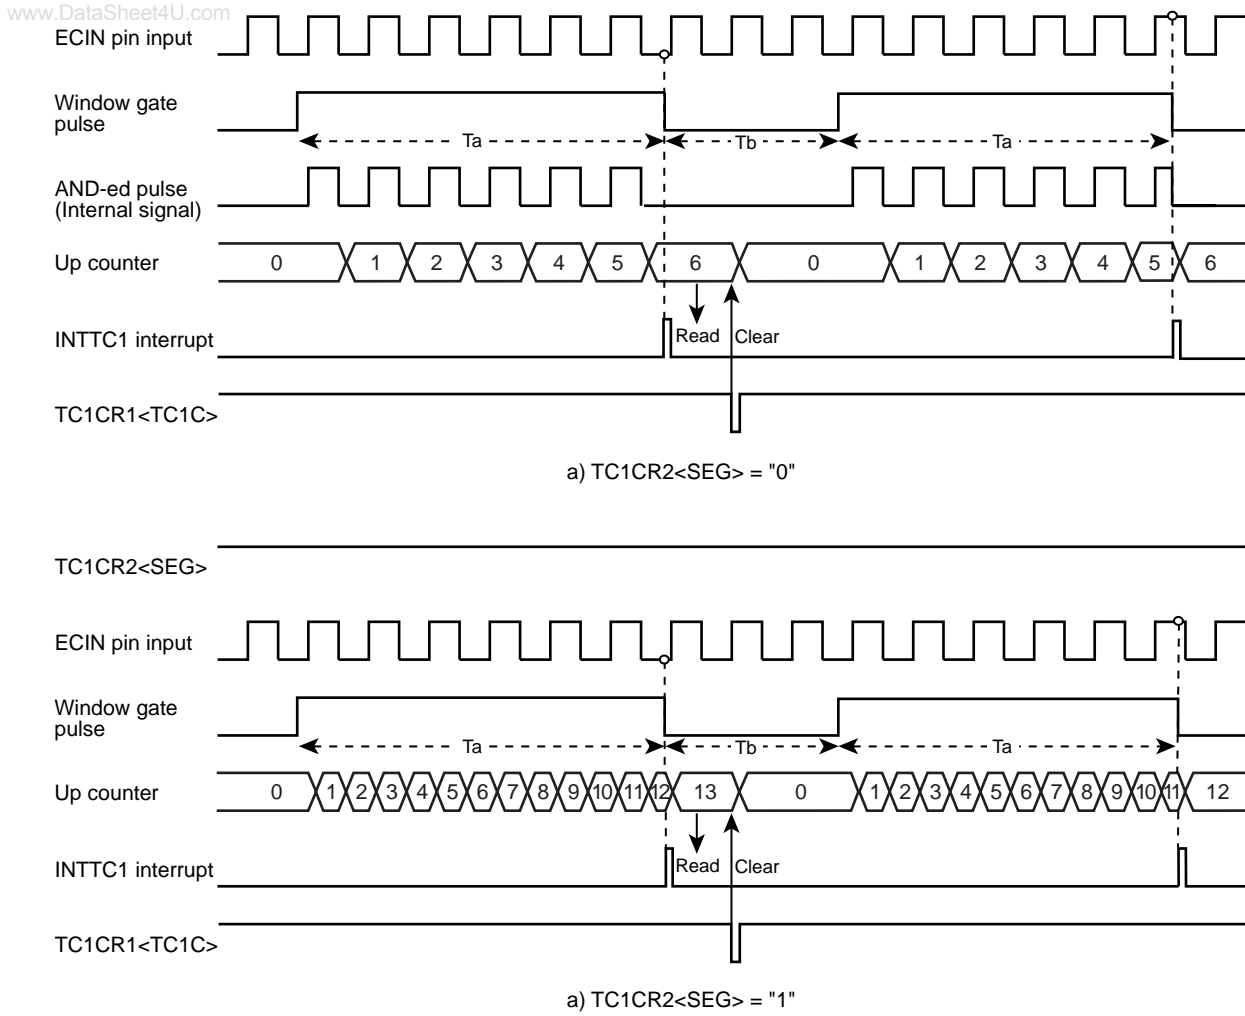 www.DataSheet4U.com
ECIN pin input
Window gate
pulse
Ta Tb Ta
AND-ed pulse
(Internal signal)
Up counter 0 1 2 3 4 5 6 0 1 2 3 4 5 6
INTTC1 interrupt Read Clear
TC1CR1<TC1C>
a) TC1CR2<SEG> = "0"
TC1CR2<SEG>
ECIN pin input
Window gate
pulse
Ta Tb Ta
Up counter 0 1 2 3 4 5 6 7 8 9 10 11 12 13 0 1 2 3 4 5 6 7 8 9 10 11 12
INTTC1 interrupt Read Clear
TC1CR1<TC1C>
a) TC1CR2<SEG> = "1"